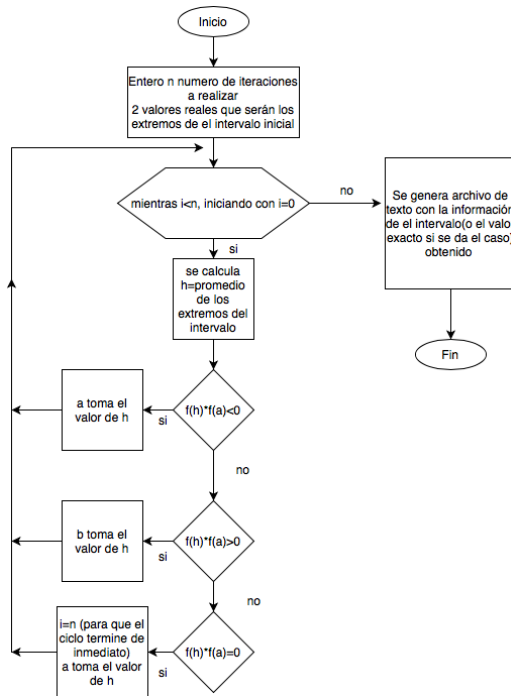 Inicio
Entero n numero de iteraciones
a realizar
2 valores reales que serán los
extremos de el intervalo inicial
mientras i<n, iniciando con i=0
no
Se genera archivo de
texto con la información
de el intervalo(o el valor
exacto si se da el caso)
obtenido
Fin
si
se calcula
h=promedio
de los
extremos del
intervalo
f(h)*f(a)<0
si
a toma el
valor de h
no
f(h)*f(a)>0
si
b toma el
valor de h
no
f(h)*f(a)=0
si
i=n (para que el
ciclo termine de
inmediato)
a toma el valor
de h